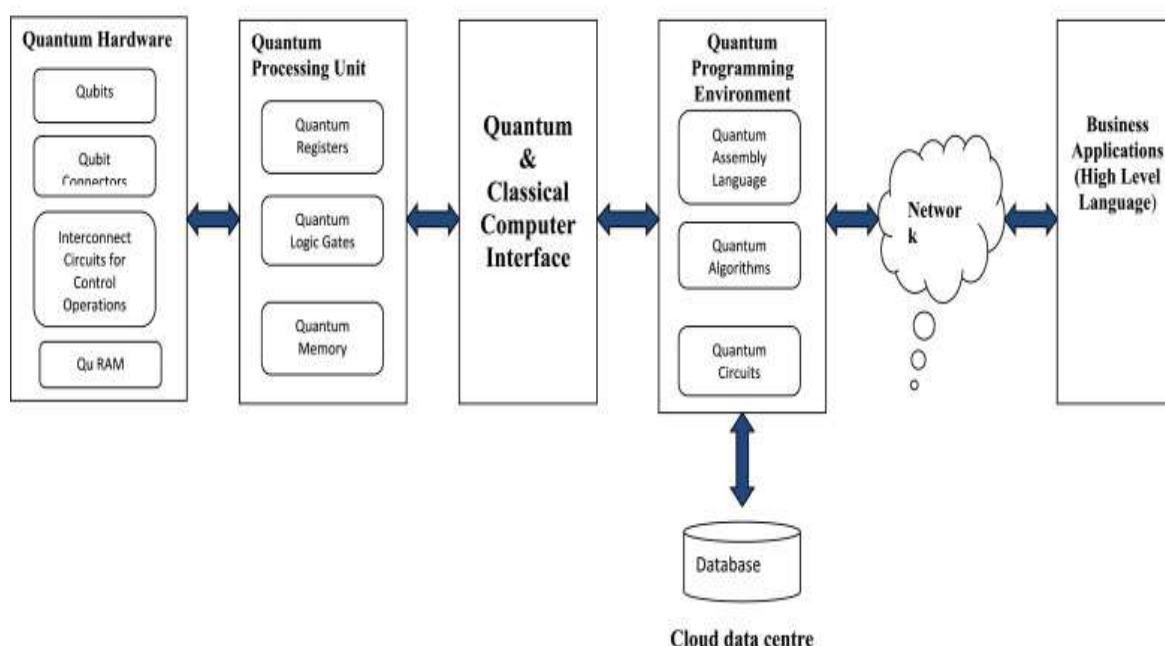 Quantum Hardware
Qubits
Qubit
Connectors
Interconnect
Circuits for
Control
Operations
Qu RAM
Quantum
Processing Unit
Quantum
Registers
Quantum
Logic Gates
Quantum
Memory
Quantum
&
Classical
Computer
Interface
Quantum
Programming
Environment
Quantum
Assembly
Language
Quantum
Algorithms
Quantum
Circuits
Networ
k
Business
Applications
(High Level
Language)
Database
Cloud data centre